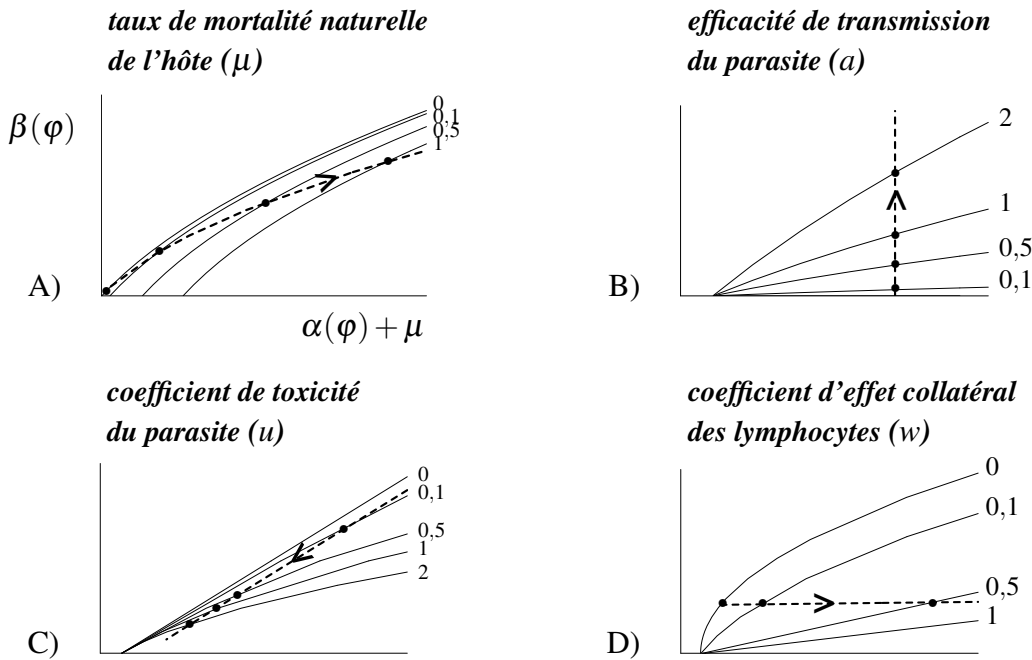 taux de mortalité naturelle
de l'hôte (μ)
β(φ)
0
0,1
0,5
1
A)
α(φ)+μ
efficacité de transmission
du parasite (a)
2
1
0,5
0,1
B)
coefficient de toxicité
du parasite (u)
0
0,1
0,5
1
2
C)
coefficient d'effet collatéral
des lymphocytes (w)
0
0,1
0,5
1
D)